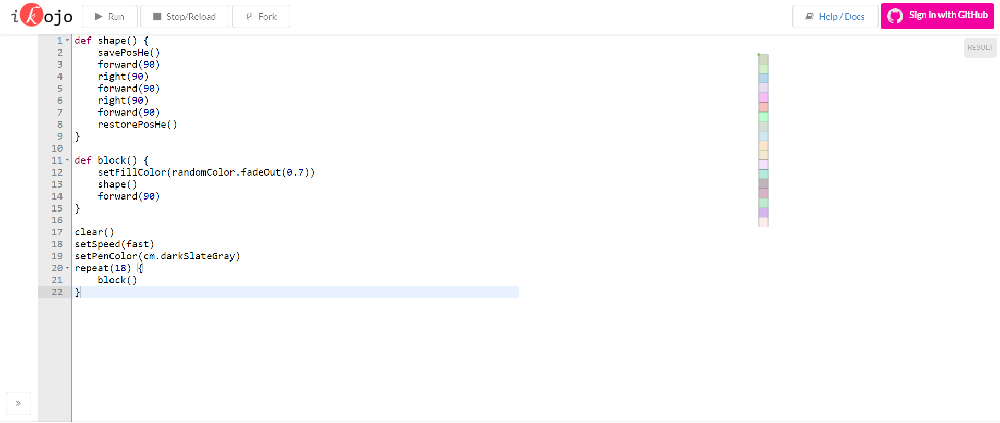 ikojo
Run
Stop/Reload
Fork
Help / Docs
Sign in with GitHub
RESULT
1 def shape() {
2     savePosHe()
3     forward(90)
4     right(90)
5     forward(90)
6     right(90)
7     forward(90)
8     restorePosHe()
9 }
10
11 def block() {
12     setFillColor(randomColor.fadeOut(0.7))
13     shape()
14     forward(90)
15 }
16
17 clear()
18 setSpeed(fast)
19 setPenColor(cm.darkSlateGray)
20 repeat(18) {
21     block()
22 }